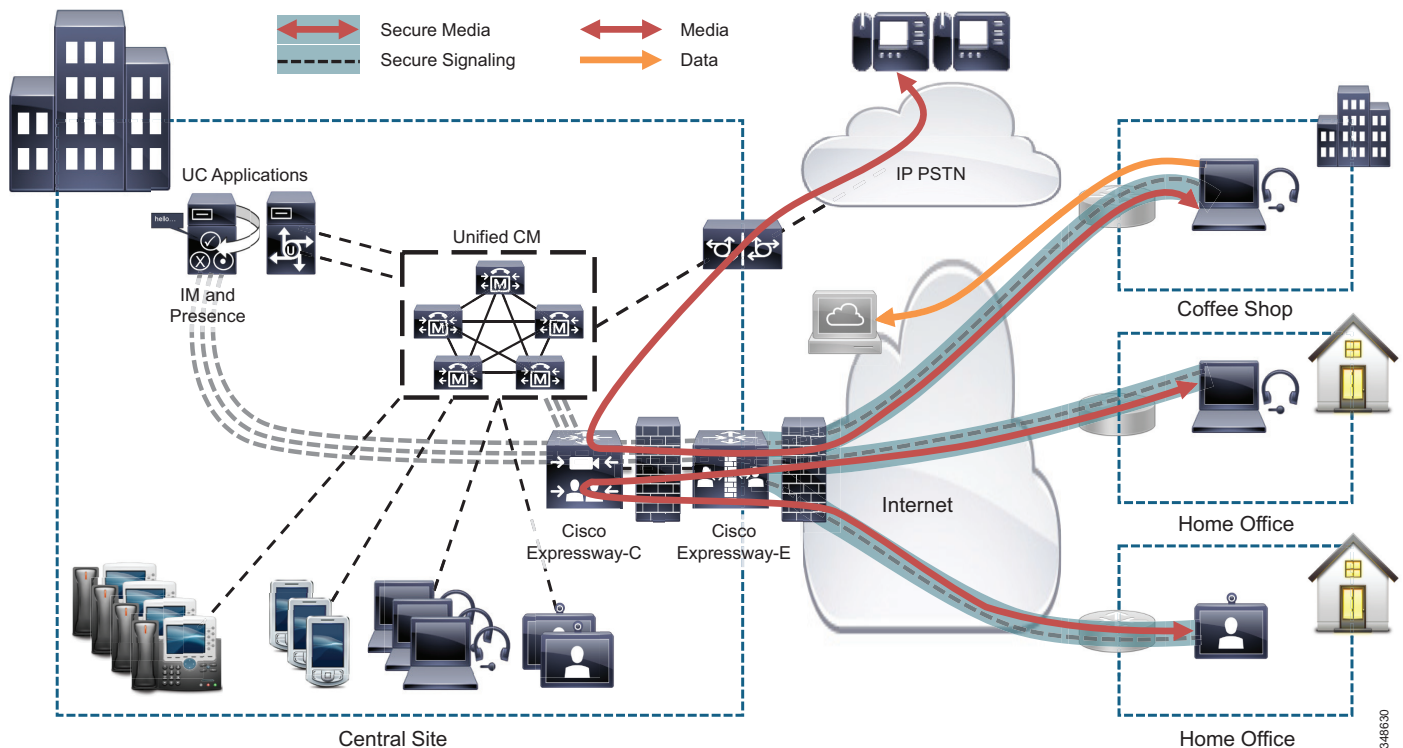 Secure Media
Secure Signaling
Media
Data
UC Applications
hello...
U
IM and
Presence
Unified CM
M
M
M
M
M
IP PSTN
Coffee Shop
Internet
Cisco
Expressway-C
Cisco
Expressway-E
Home Office
Home Office
Central Site
348630